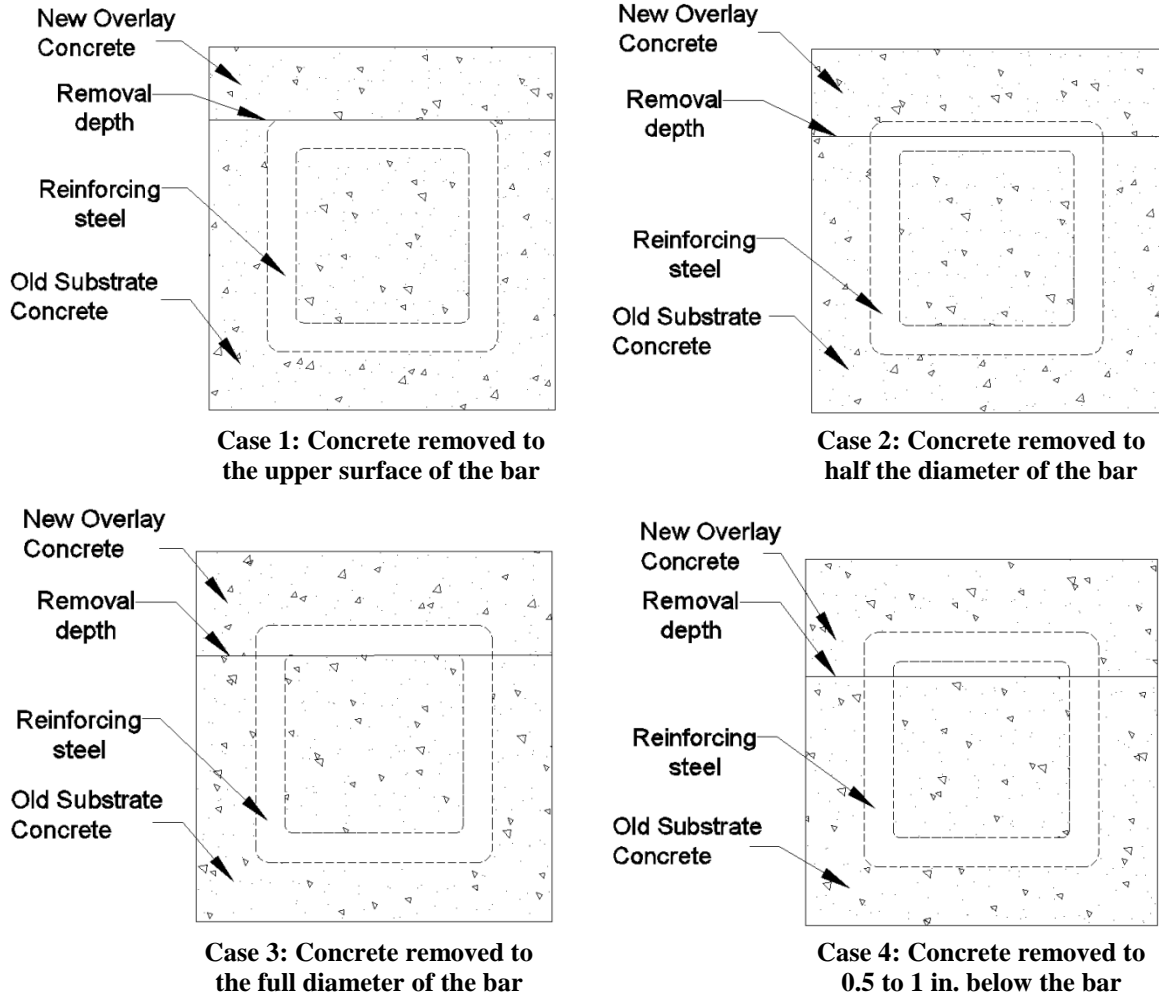 New Overlay
Concrete
Removal
depth
Reinforcing
steel
Old Substrate
Concrete
Case 1: Concrete removed to
the upper surface of the bar
New Overlay
Concrete
Removal
depth
Reinforcing
steel
Old Substrate
Concrete
Case 2: Concrete removed to
half the diameter of the bar
New Overlay
Concrete
Removal
depth
Reinforcing
steel
Old Substrate
Concrete
Case 3: Concrete removed to
the full diameter of the bar
New Overlay
Concrete
Removal
depth
Reinforcing
steel
Old Substrate
Concrete
Case 4: Concrete removed to
0.5 to 1 in. below the bar